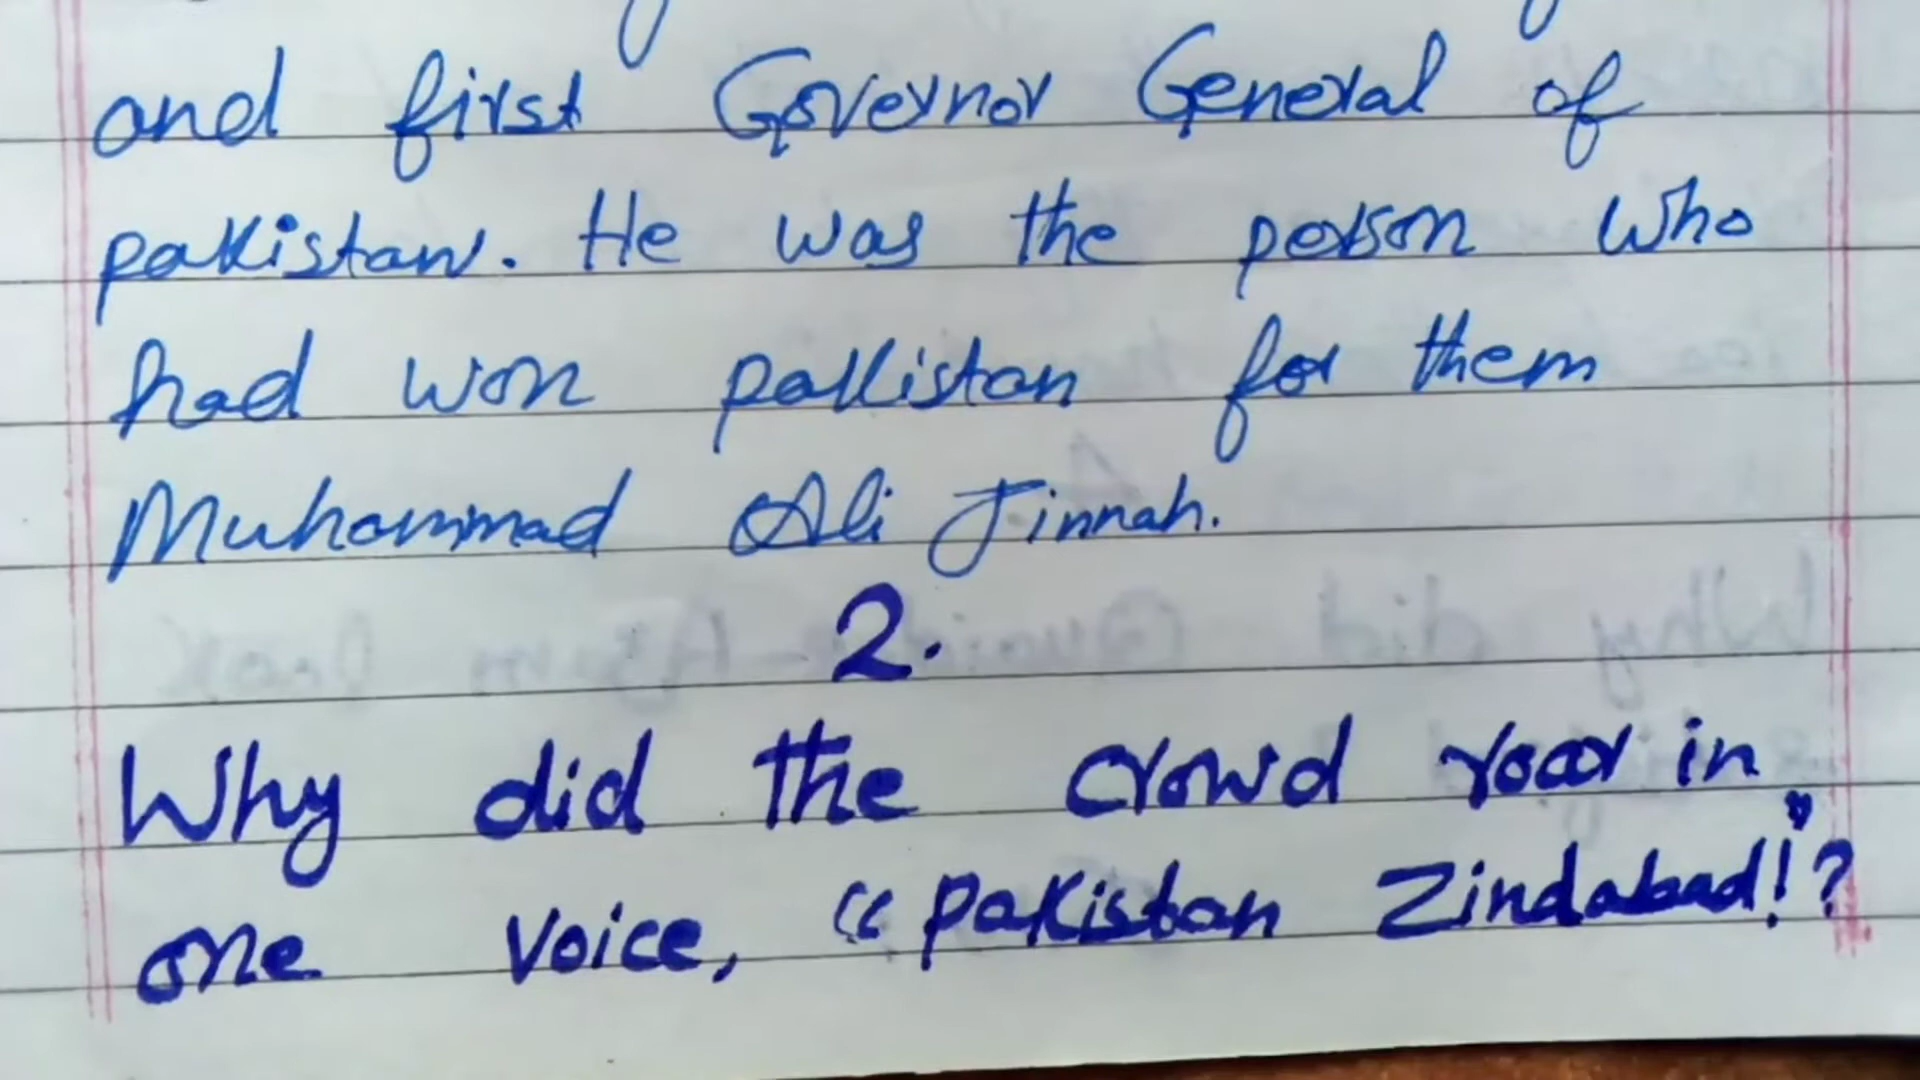 and first Governor General of
pakistan. He was the person who
had won pakistan for them
Muhammad Ali Jinnah.
2.
Why did the crowd roar in
one voice, "Pakistan Zindabad!"?